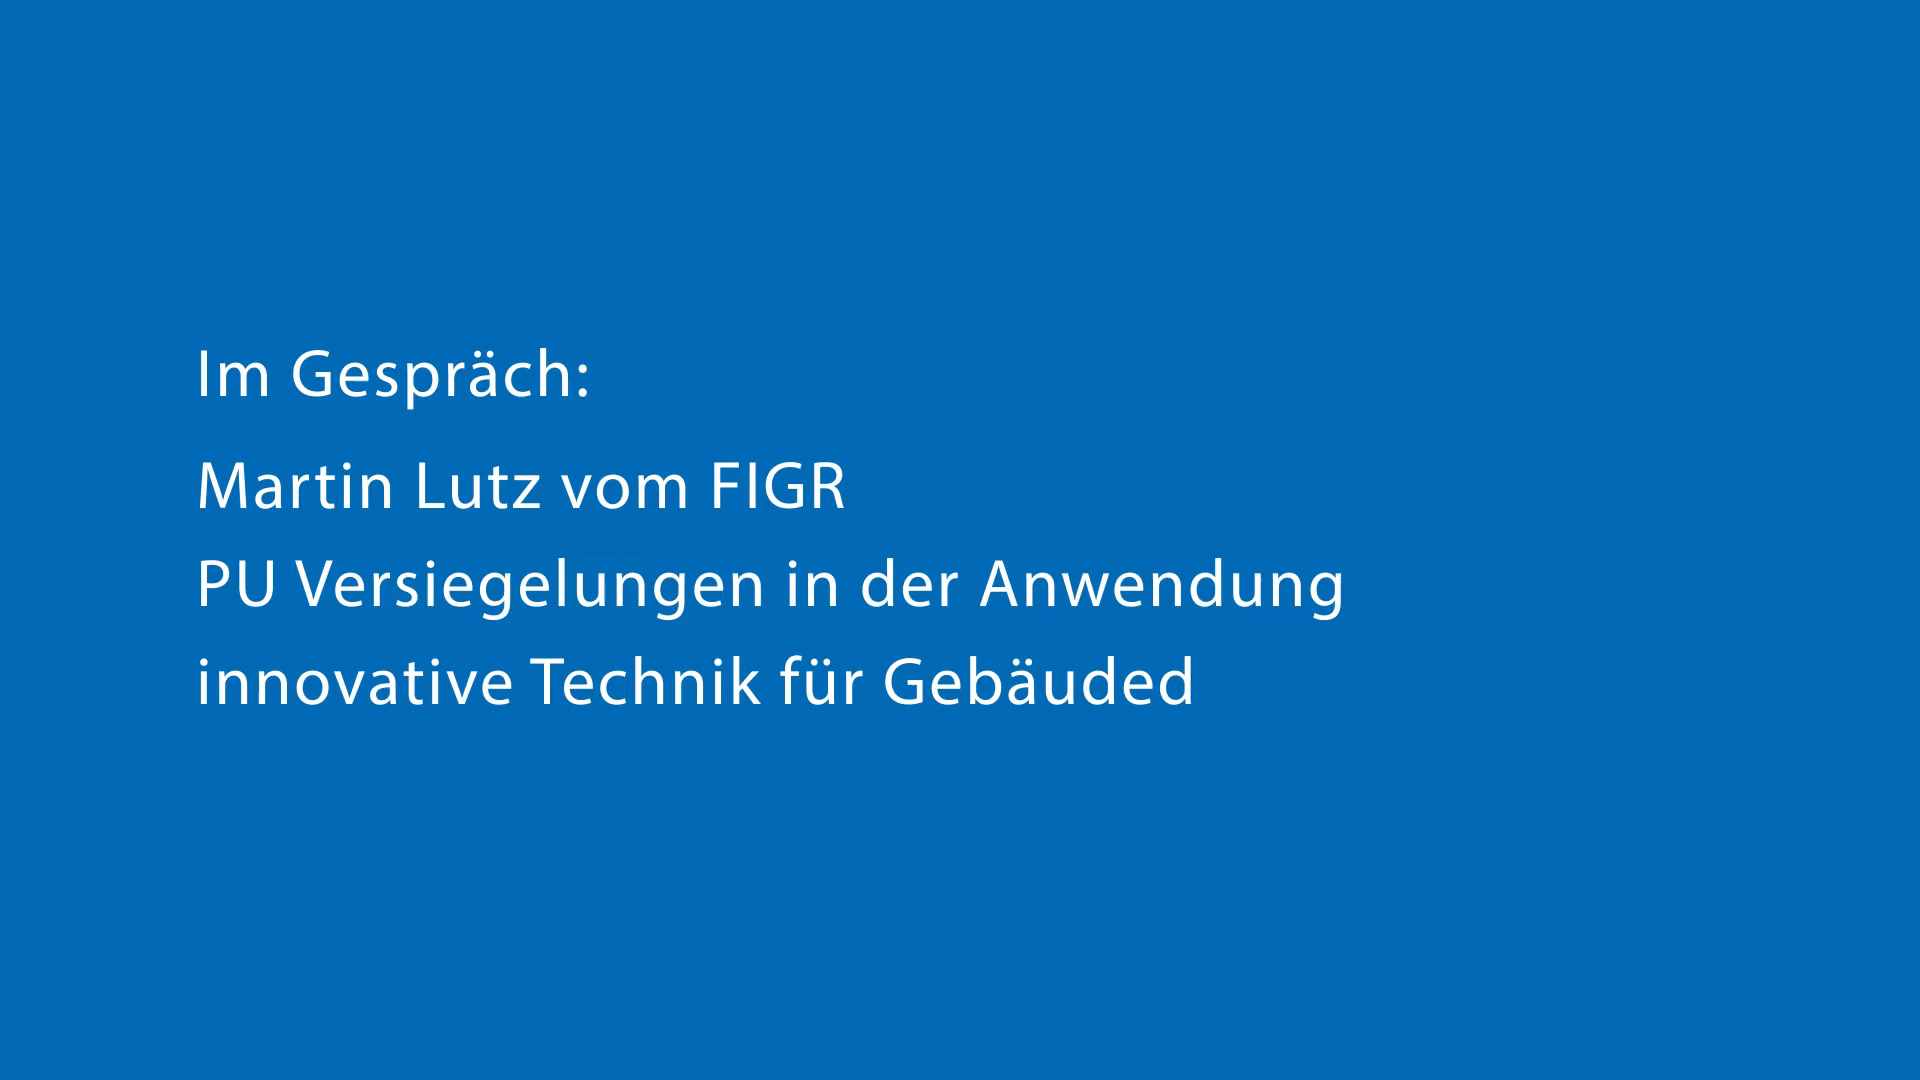 Im Gespräch:
Martin Lutz vom FIGR
PU Versiegelungen in der Anwendung
innovative Technik für Gebäuded